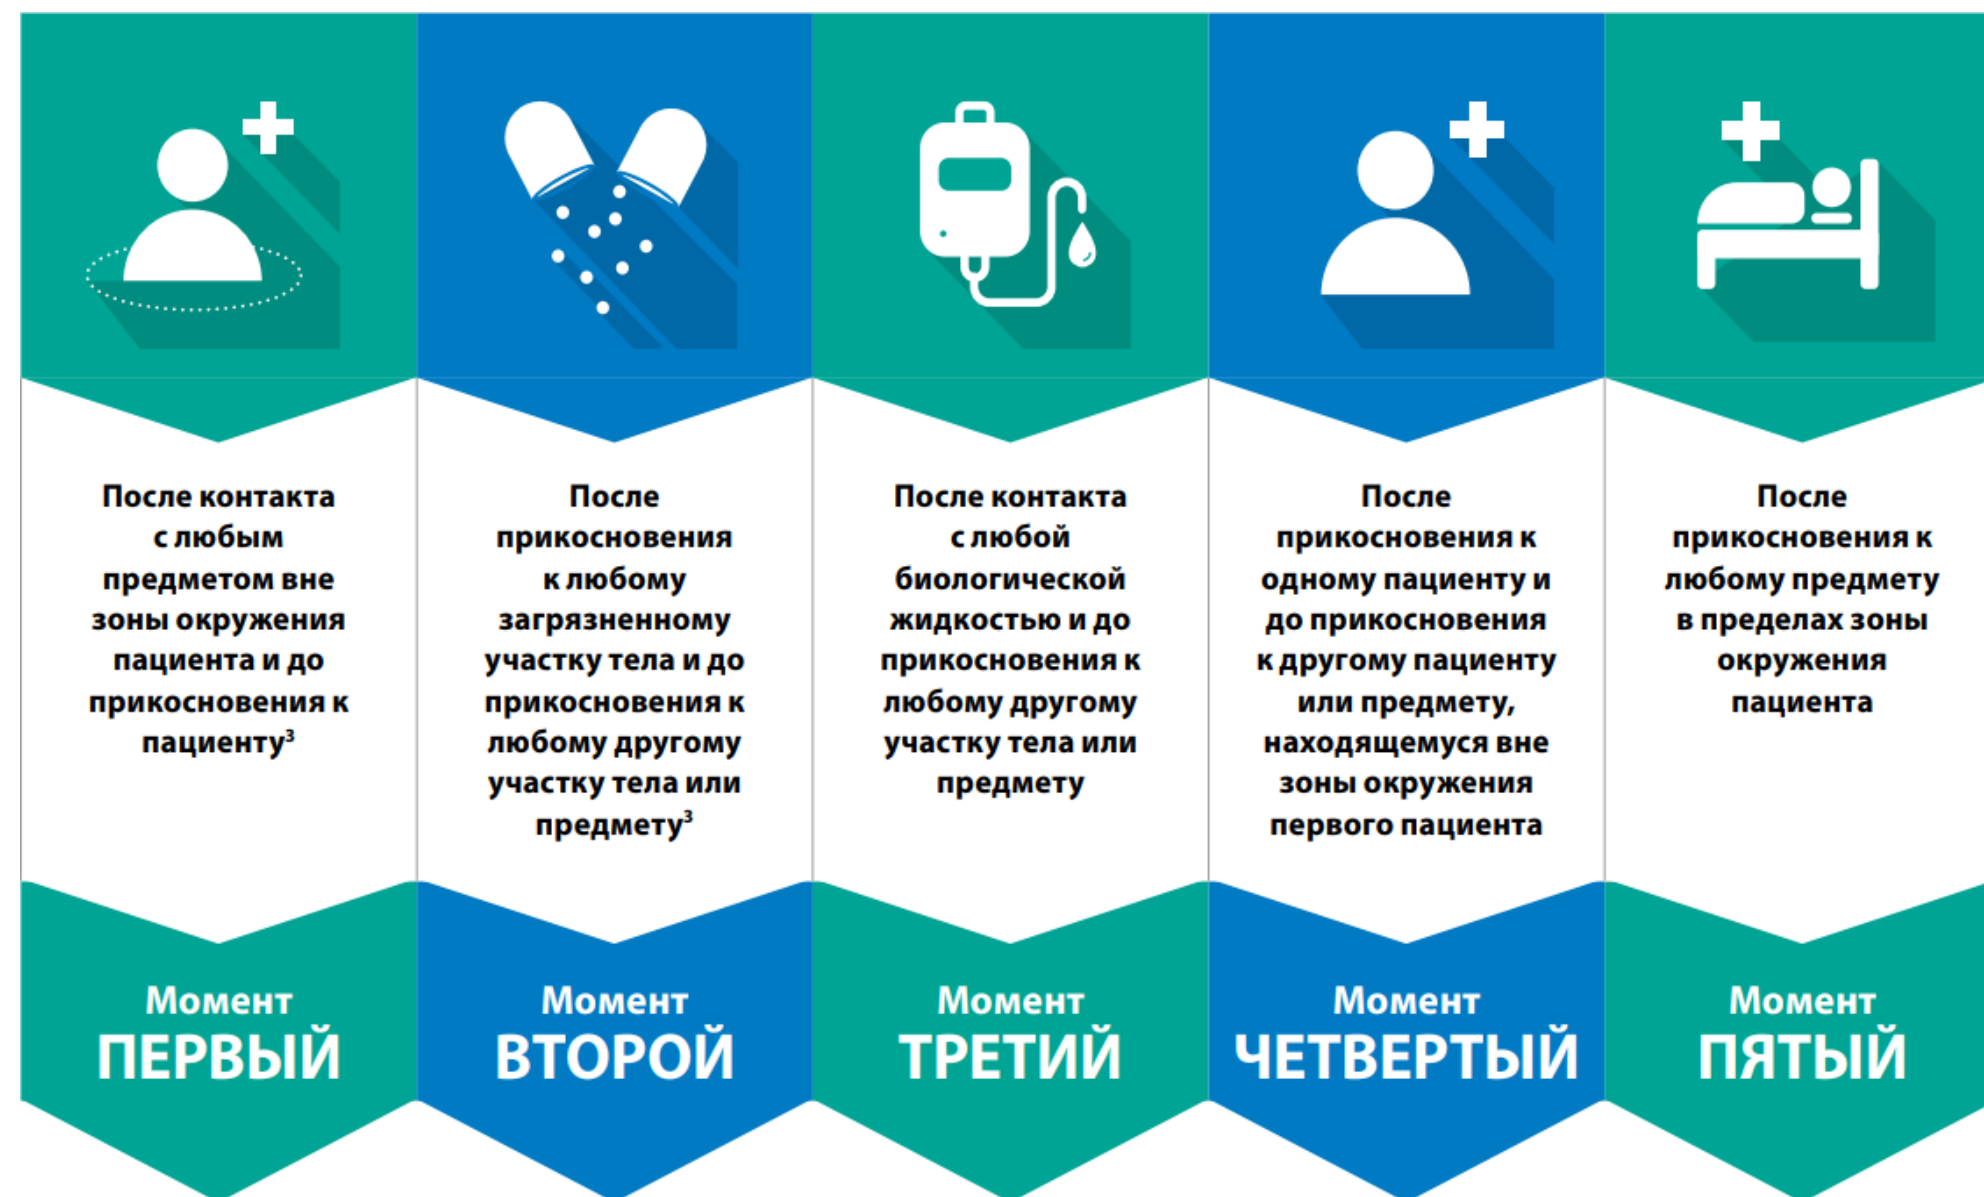 После контакта
с любым
предметом вне
зоны окружения
пациента и до
прикосновения к
пациенту³
После
прикосновения
к любому
загрязненному
участку тела и до
прикосновения к
любому другому
участку тела или
предмету³
После контакта
с любой
биологической
жидкостью и до
прикосновения к
любому другому
участку тела или
предмету
После
прикосновения к
одному пациенту и
до прикосновения
к другому пациенту
или предмету,
находящемуся вне
зоны окружения
первого пациента
После
прикосновения к
любому предмету
в пределах зоны
окружения
пациента
Момент
ПЕРВЫЙ
Момент
ВТОРОЙ
Момент
ТРЕТИЙ
Момент
ЧЕТВЕРТЫЙ
Момент
ПЯТЫЙ